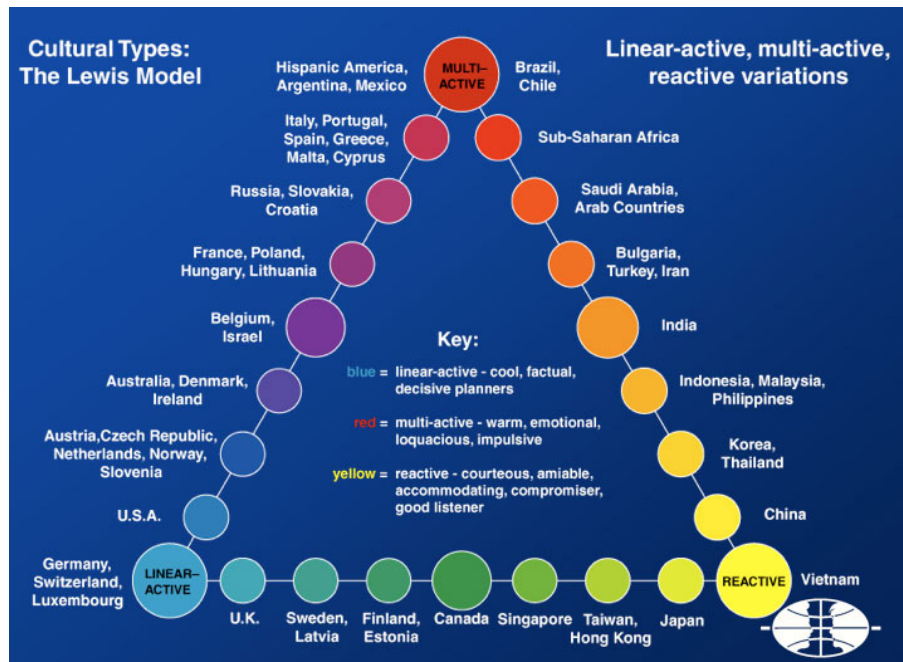 Cultural Types:
The Lewis Model
Linear-active, multi-active,
reactive variations
Hispanic America,
Argentina, Mexico
MULTI–
ACTIVE
Brazil,
Chile
Italy, Portugal,
Spain, Greece,
Malta, Cyprus
Sub-Saharan Africa
Russia, Slovakia,
Croatia
Saudi Arabia,
Arab Countries
France, Poland,
Hungary, Lithuania
Bulgaria,
Turkey, Iran
Belgium,
Israel
India
Key:
blue = linear-active - cool, factual,
decisive planners
red = multi-active - warm, emotional,
loquacious, impulsive
yellow = reactive - courteous, amiable,
accommodating, compromiser,
good listener
Australia, Denmark,
Ireland
Indonesia, Malaysia,
Philippines
Austria,Czech Republic,
Netherlands, Norway,
Slovenia
Korea,
Thailand
U.S.A.
China
Germany,
Switzerland,
Luxembourg
LINEAR–
ACTIVE
U.K.
Sweden,
Latvia
Finland,
Estonia
Canada
Singapore
Taiwan,
Hong Kong
Japan
REACTIVE
Vietnam